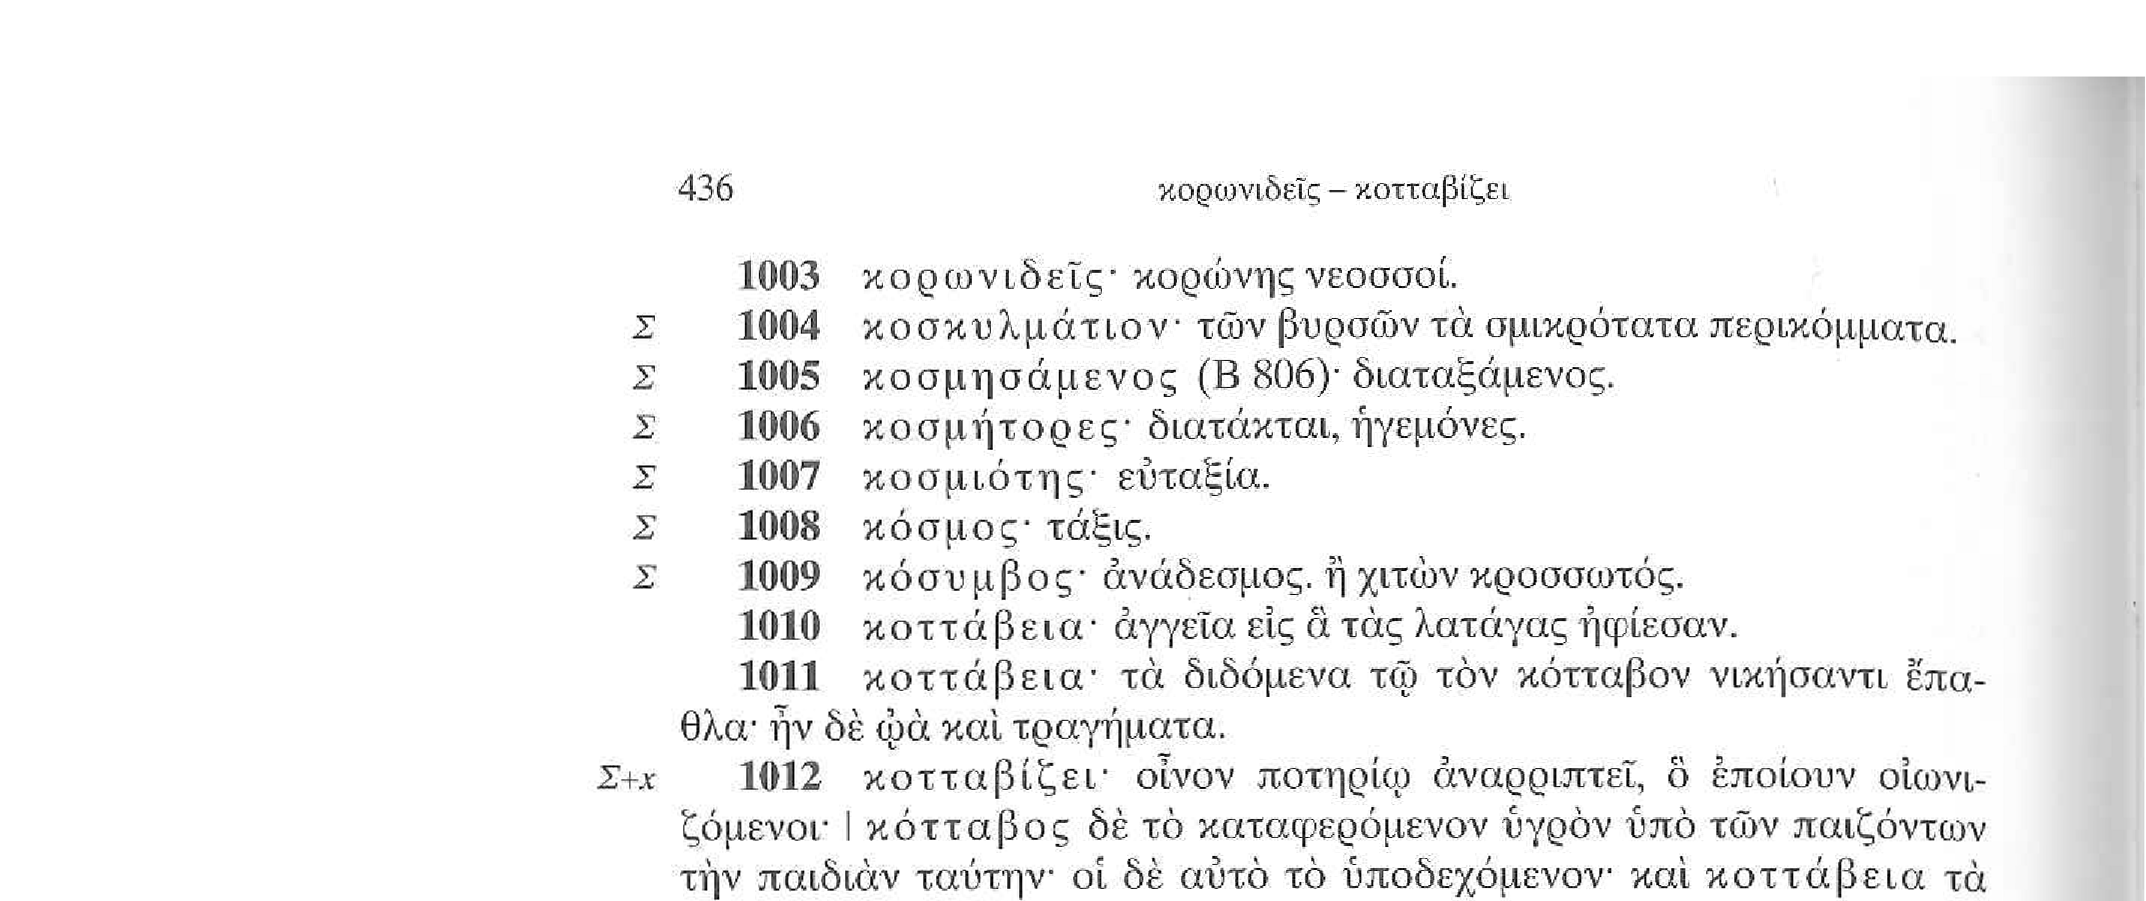 436 κορωνιδεῖς – κοτταβίζει
1003 κορωνιδεῖς· κορώνης νεοσσοί.
Σ 1004 κοσκυλμάτιον· τῶν βυρσῶν τὰ σμικρότατα περικόμματα.
Σ 1005 κοσμησάμενος (Β 806)· διαταξάμενος.
Σ 1006 κοσμήτορες· διατάκται, ἡγεμόνες.
Σ 1007 κοσμιότης· εὐταξία.
Σ 1008 κόσμος· τάξις.
Σ 1009 κόσυμβος· ἀνάδεσμος. ἢ χιτὼν κροσσωτός.
1010 κοττάβεια· ἀγγεῖα εἰς ἃ τὰς λατάγας ἠφίεσαν.
1011 κοττάβεια· τὰ διδόμενα τῷ τὸν κότταβον νικήσαντι ἔπα-
θλα· ἦν δὲ ᾠὰ καὶ τραγήματα.
Σ+x 1012 κοτταβίζει· οἶνον ποτηρίῳ ἀναρριπτεῖ, ὃ ἐποίουν οἰωνι-
ζόμενοι· | κότταβος δὲ τὸ καταφερόμενον ὑγρὸν ὑπὸ τῶν παιζόντων
τὴν παιδιὰν ταύτην· οἱ δὲ αὐτὸ τὸ ὑποδεχόμενον· καὶ κοττάβεια τὰ